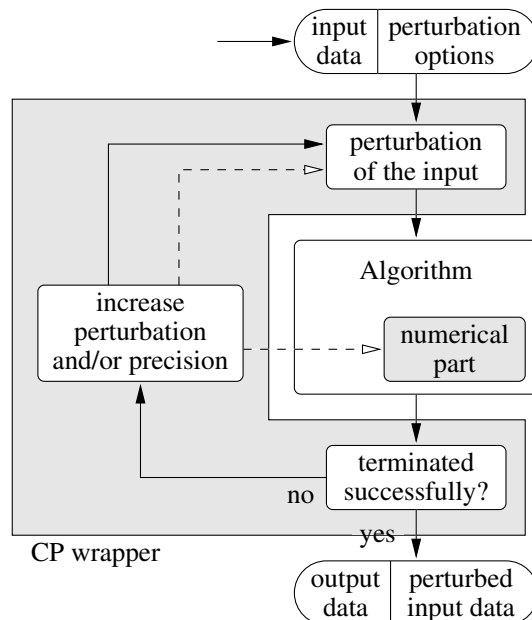 input
data
perturbation
options
perturbation
of the input
Algorithm
increase
perturbation
and/or precision
numerical
part
terminated
successfully?
no
yes
CP wrapper
output
data
perturbed
input data